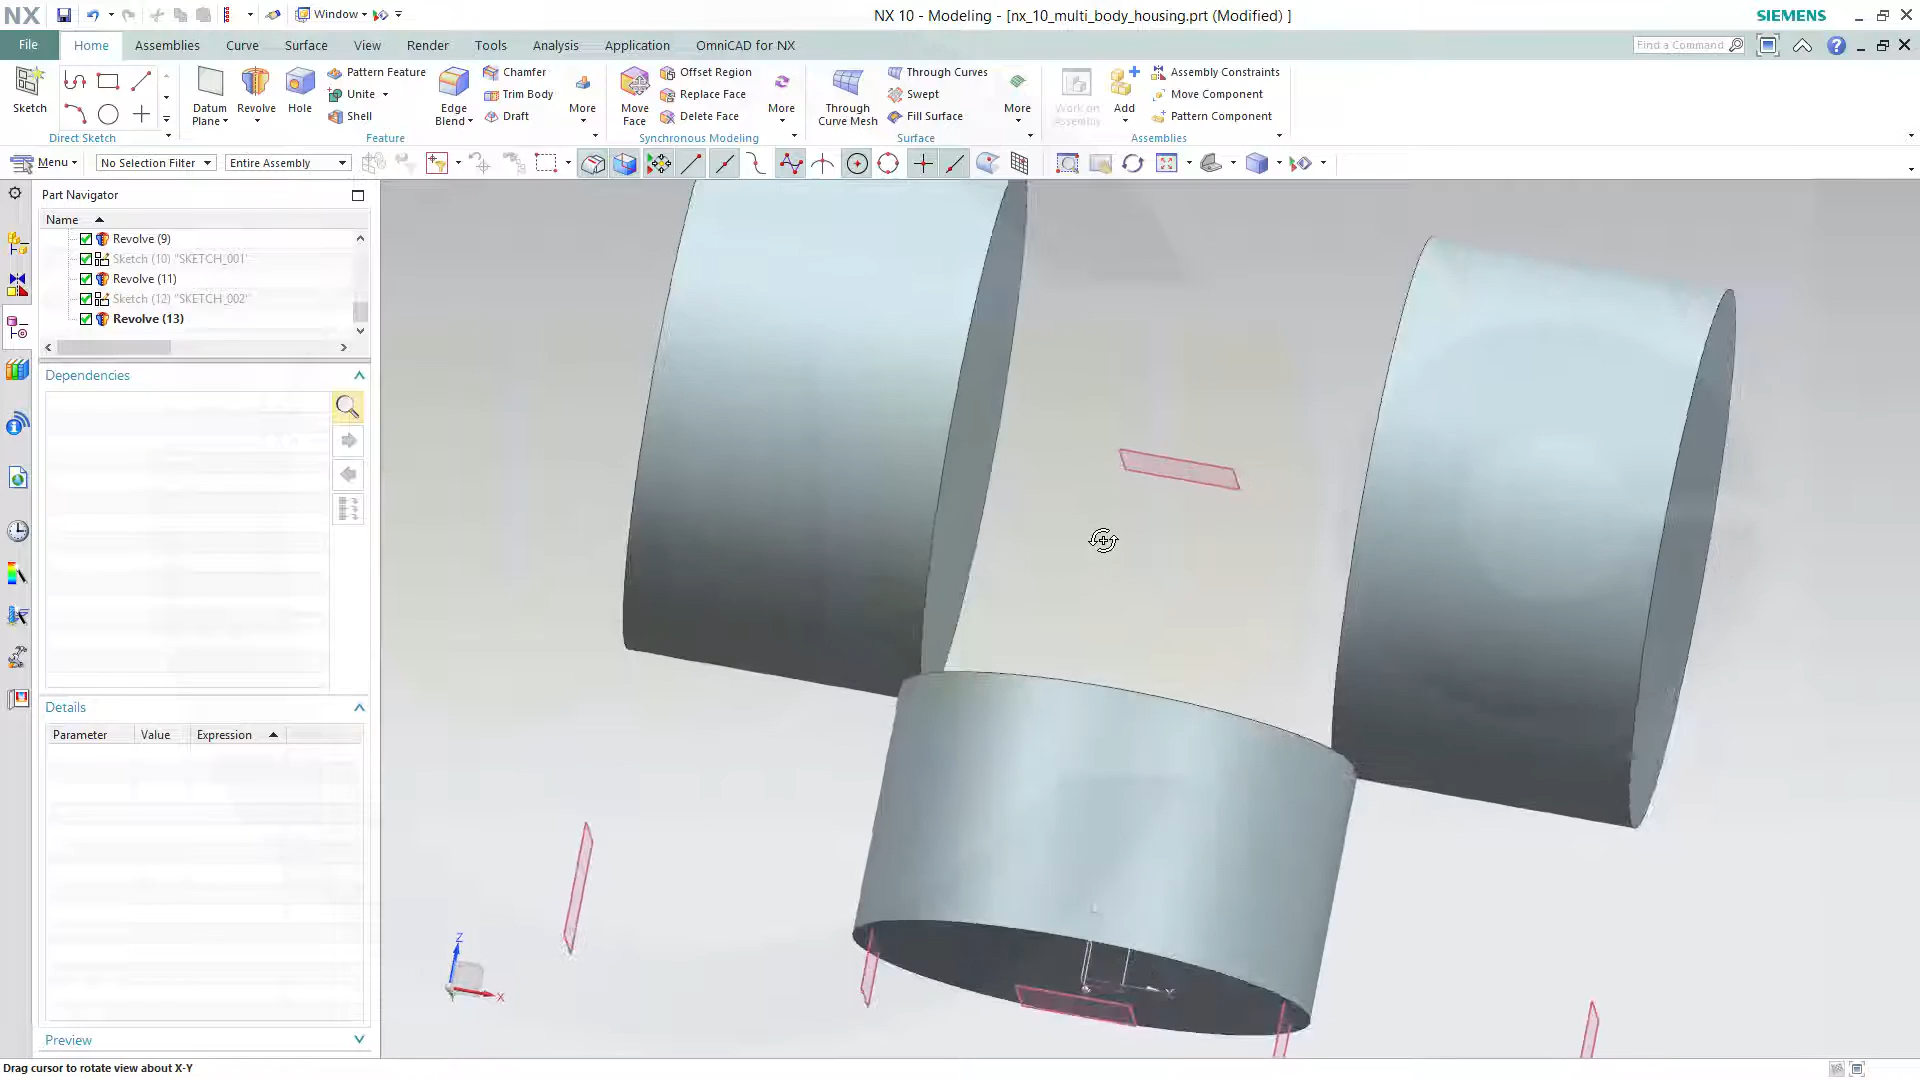 NX
Window
NX 10 - Modeling - [nx_10_multi_body_housing.prt (Modified) ]
SIEMENS
File
Home
Assemblies
Curve
Surface
View
Render
Tools
Analysis
Application
OmniCAD for NX
Find a Command
Sketch
Direct Sketch
Datum
Plane
Revolve
Hole
Pattern Feature
Unite
Shell
Edge
Blend
Chamfer
Trim Body
Draft
More
Feature
Move
Face
Offset Region
Replace Face
Delete Face
More
Synchronous Modeling
Through
Curve Mesh
Through Curves
Swept
Fill Surface
More
Surface
Work on
Assembly
Add
Assembly Constraints
Move Component
Pattern Component
Assemblies
Menu
No Selection Filter
Entire Assembly
Part Navigator
Name
Revolve (9)
Sketch (10) "SKETCH_001"
Revolve (11)
Sketch (12) "SKETCH_002"
Revolve (13)
Dependencies
Details
Parameter
Value
Expression
Preview
Z
X
Y
Drag cursor to rotate view about X-Y